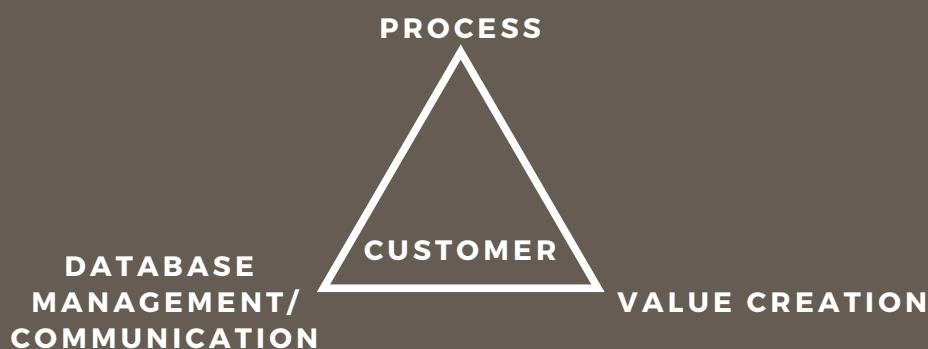 PROCESS
CUSTOMER
DATABASE
MANAGEMENT/
COMMUNICATION
VALUE CREATION